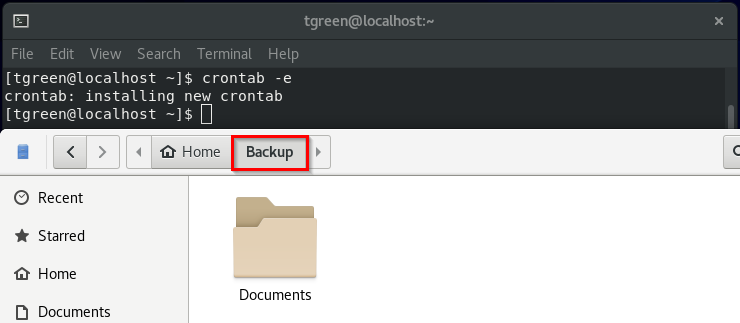 tgreen@localhost:~
File Edit View Search Terminal Help
[tgreen@localhost ~]$ crontab -e
crontab: installing new crontab
[tgreen@localhost ~]$
Home Backup
Recent
Starred
Home
Documents
Documents